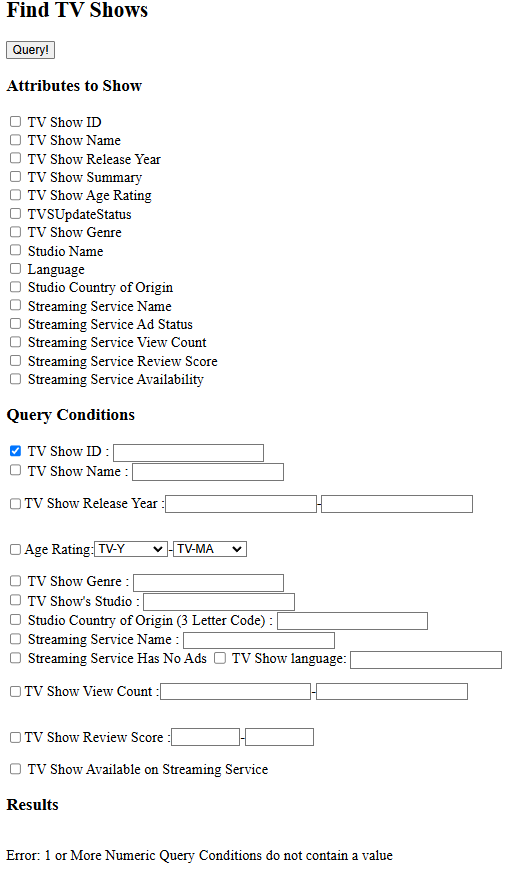 Find TV Shows
Query!
Attributes to Show
TV Show ID
TV Show Name
TV Show Release Year
TV Show Summary
TV Show Age Rating
TVSUpdateStatus
TV Show Genre
Studio Name
Language
Studio Country of Origin
Streaming Service Name
Streaming Service Ad Status
Streaming Service View Count
Streaming Service Review Score
Streaming Service Availability
Query Conditions
TV Show ID :
TV Show Name :
TV Show Release Year : -
Age Rating: TV-Y - TV-MA
TV Show Genre :
TV Show's Studio :
Studio Country of Origin (3 Letter Code) :
Streaming Service Name :
Streaming Service Has No Ads TV Show language:
TV Show View Count : -
TV Show Review Score : -
TV Show Available on Streaming Service
Results
Error: 1 or More Numeric Query Conditions do not contain a value